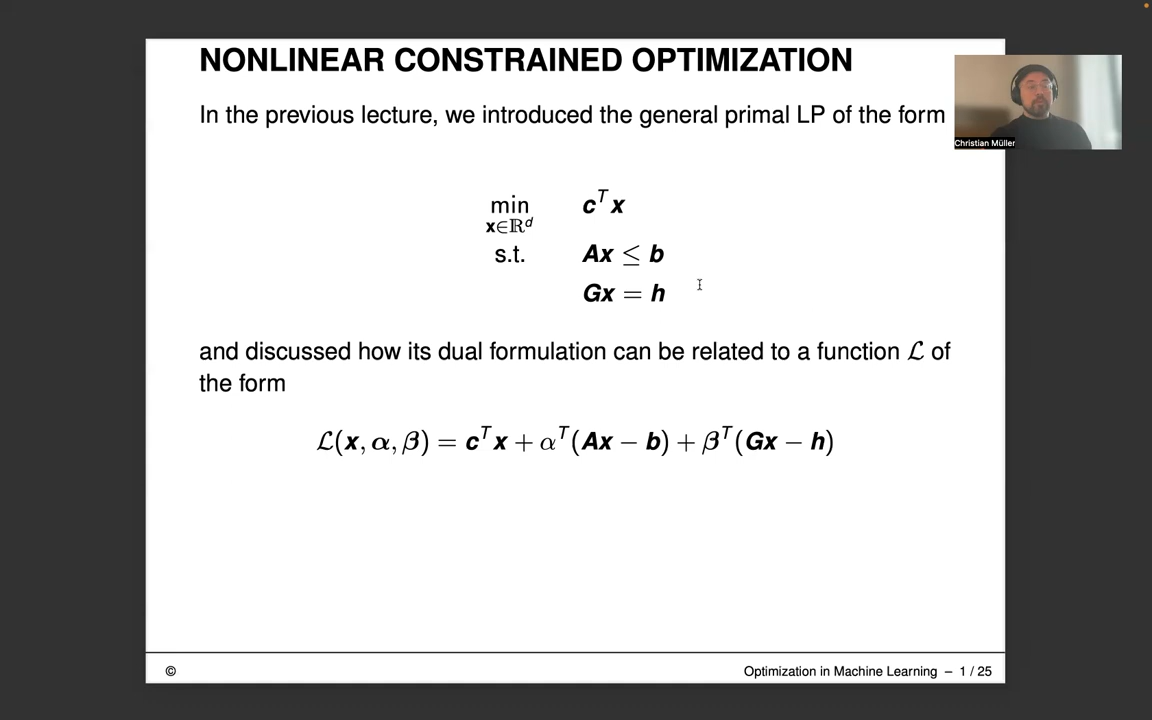 NONLINEAR CONSTRAINED OPTIMIZATION
In the previous lecture, we introduced the general primal LP of the form
Christian Müller
min c^T x
x∈ℝ^d
s.t. Ax ≤ b
Gx = h
and discussed how its dual formulation can be related to a function ℒ of
the form
ℒ(x, α, β) = c^T x + α^T(Ax − b) + β^T(Gx − h)
© Optimization in Machine Learning – 1 / 25